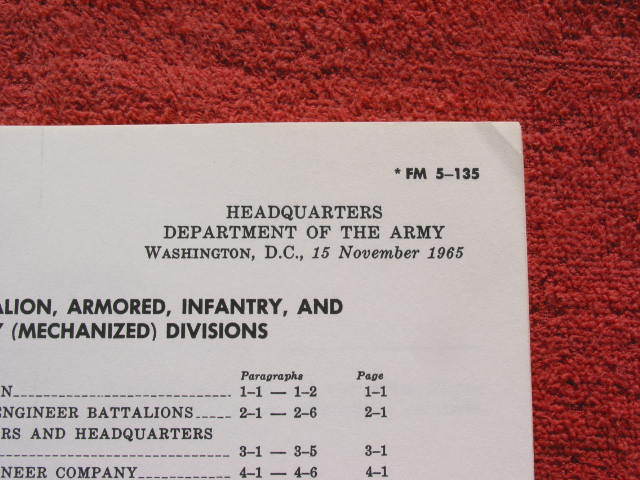 * FM 5-135
HEADQUARTERS
DEPARTMENT OF THE ARMY
WASHINGTON, D.C., 15 November 1965
ALION, ARMORED, INFANTRY, AND
Y (MECHANIZED) DIVISIONS
Paragraphs Page
N 1-1 — 1-2 1-1
ENGINEER BATTALIONS 2-1 — 2-6 2-1
RS AND HEADQUARTERS
3-1 — 3-5 3-1
NEER COMPANY 4-1 — 4-6 4-1